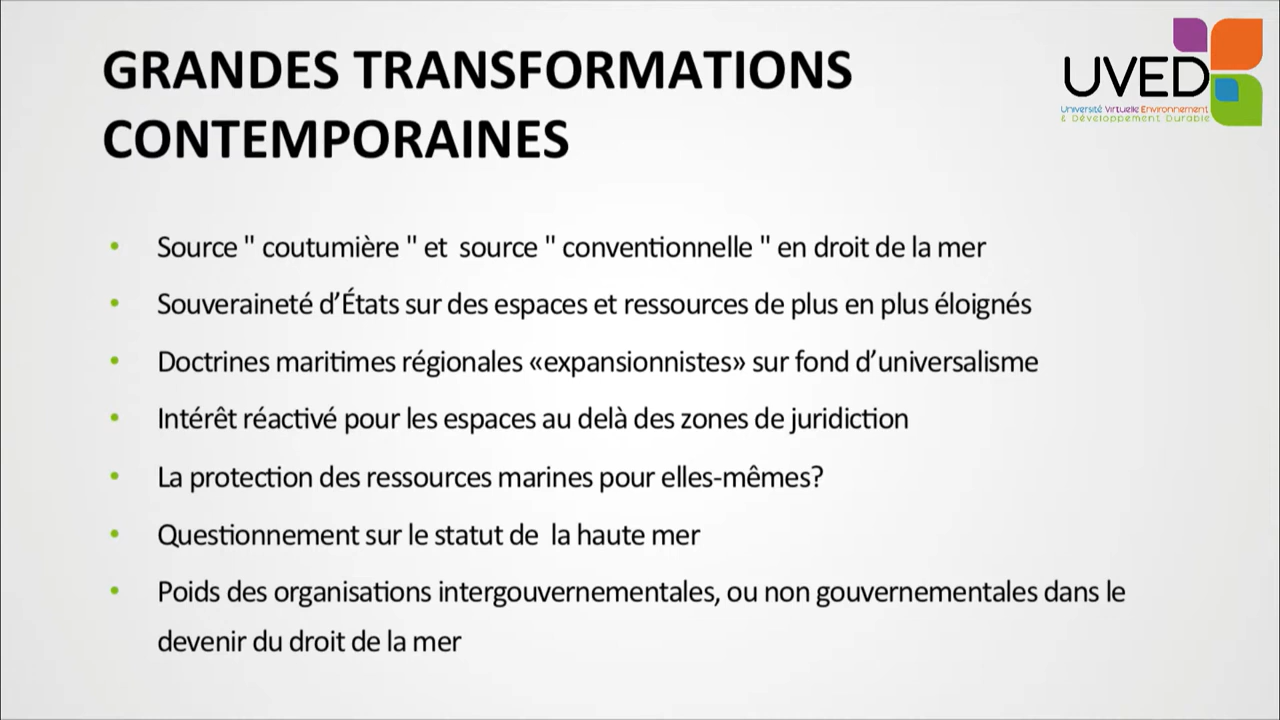 GRANDES TRANSFORMATIONS
CONTEMPORAINES
UVED
Université Virtuelle Environnement
& Développement Durable
• Source " coutumière " et  source " conventionnelle " en droit de la mer
• Souveraineté d’États sur des espaces et ressources de plus en plus éloignés
• Doctrines maritimes régionales «expansionnistes» sur fond d’universalisme
• Intérêt réactivé pour les espaces au delà des zones de juridiction
• La protection des ressources marines pour elles-mêmes?
• Questionnement sur le statut de  la haute mer
• Poids des organisations intergouvernementales, ou non gouvernementales dans le
devenir du droit de la mer